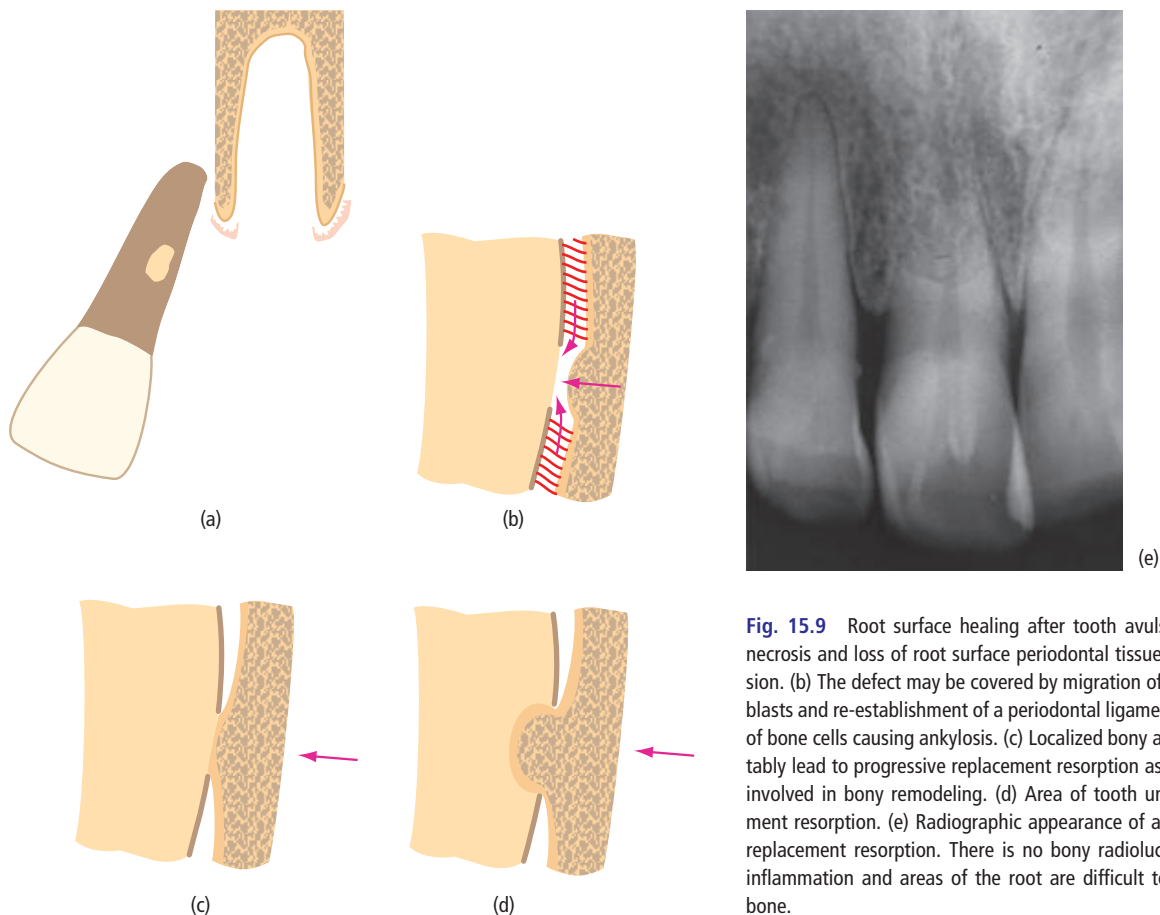 (a)
(b)
(e)
(c)
(d)
Fig. 15.9 Root surface healing after tooth avuls
necrosis and loss of root surface periodontal tissue
sion. (b) The defect may be covered by migration of
blasts and re-establishment of a periodontal ligame
of bone cells causing ankylosis. (c) Localized bony a
tably lead to progressive replacement resorption as
involved in bony remodeling. (d) Area of tooth un
ment resorption. (e) Radiographic appearance of a
replacement resorption. There is no bony radioluc
inflammation and areas of the root are difficult t
bone.